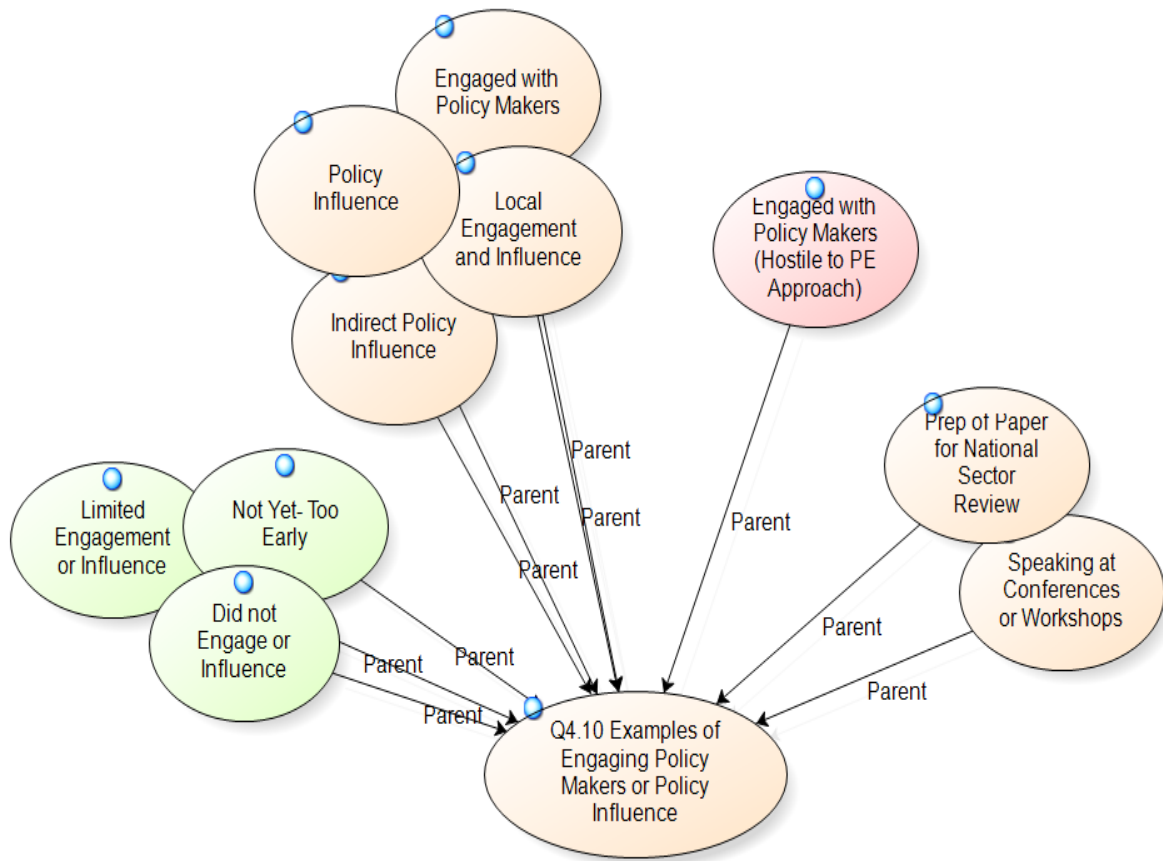 Engaged with
Policy Makers
Policy
Influence
Local
Engagement
and Influence
Engaged with
Policy Makers
(Hostile to PE
Approach)
Indirect Policy
Influence
Prep of Paper
for National
Sector
Review
Parent
Parent
Parent
Parent
Parent
Limited
Engagement
or Influence
Not Yet- Too
Early
Speaking at
Conferences
or Workshops
Did not
Engage or
Influence
Parent
Parent
Parent
Parent
Parent
Q4.10 Examples of
Engaging Policy
Makers or Policy
Influence